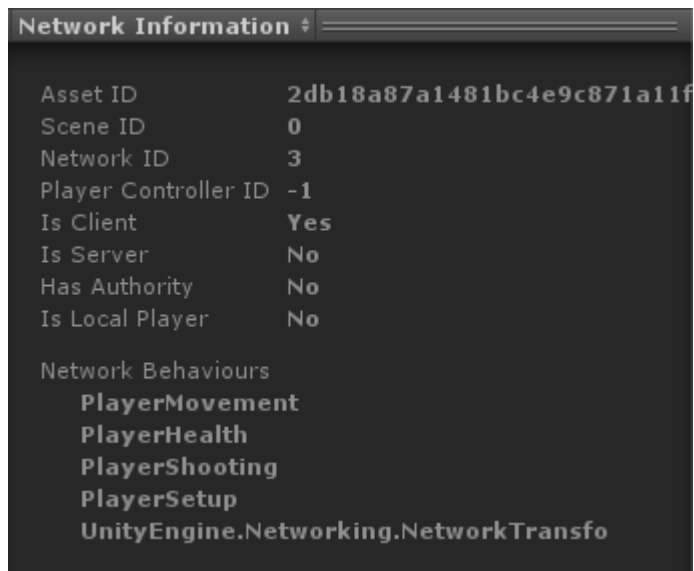 Network Information
Asset ID 2db18a87a1481bc4e9c871a11f
Scene ID 0
Network ID 3
Player Controller ID -1
Is Client Yes
Is Server No
Has Authority No
Is Local Player No
Network Behaviours
PlayerMovement
PlayerHealth
PlayerShooting
PlayerSetup
UnityEngine.Networking.NetworkTransfo